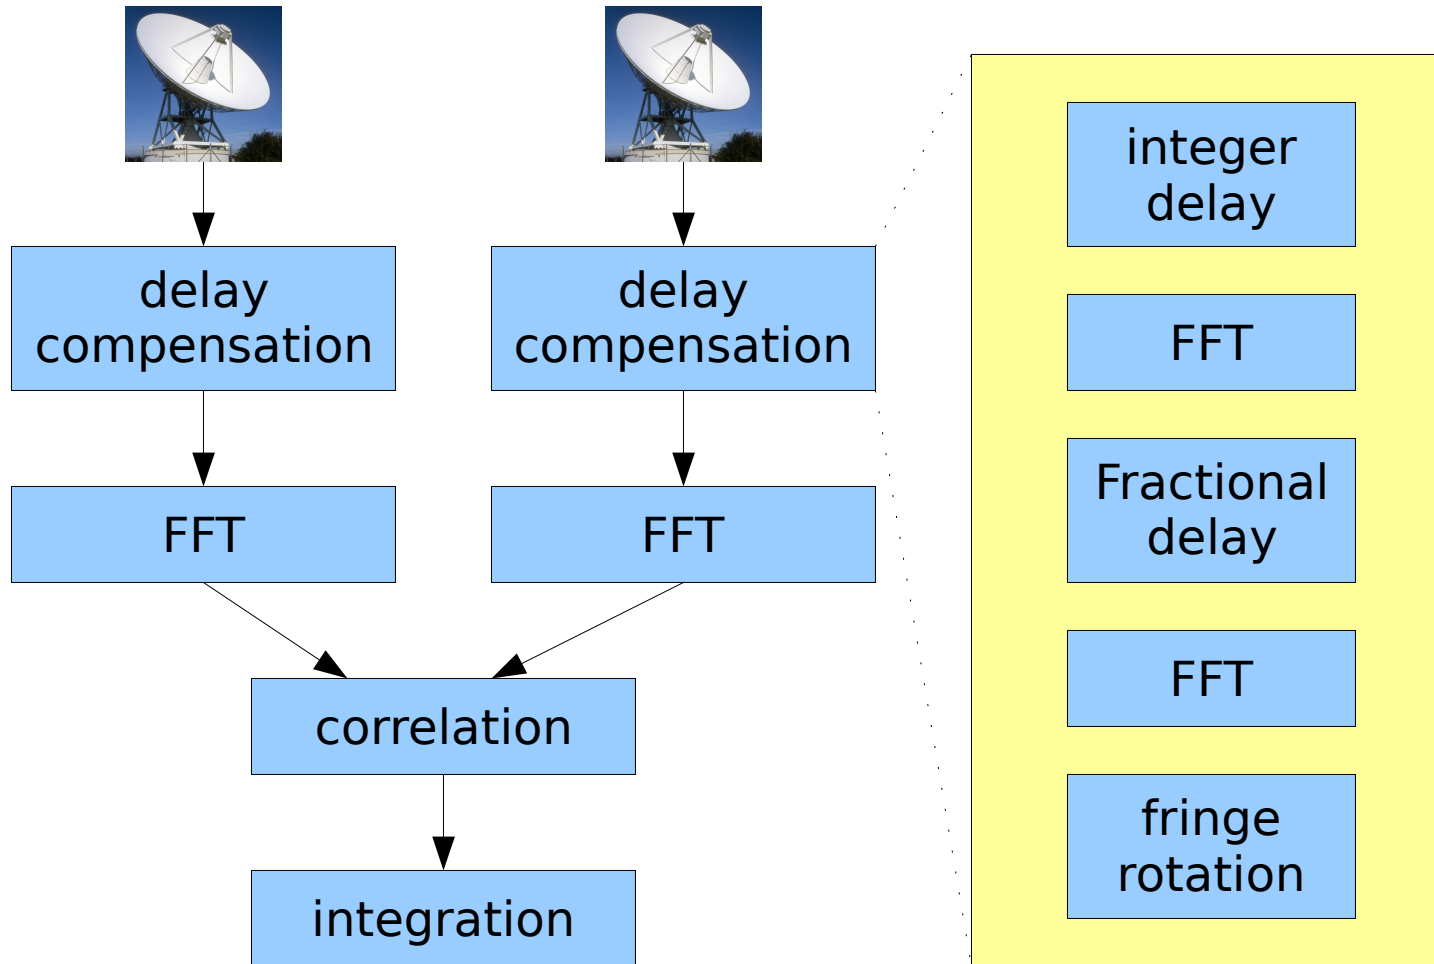 delay
compensation
FFT
delay
compensation
FFT
correlation
integration
integer
delay
FFT
Fractional
delay
FFT
fringe
rotation